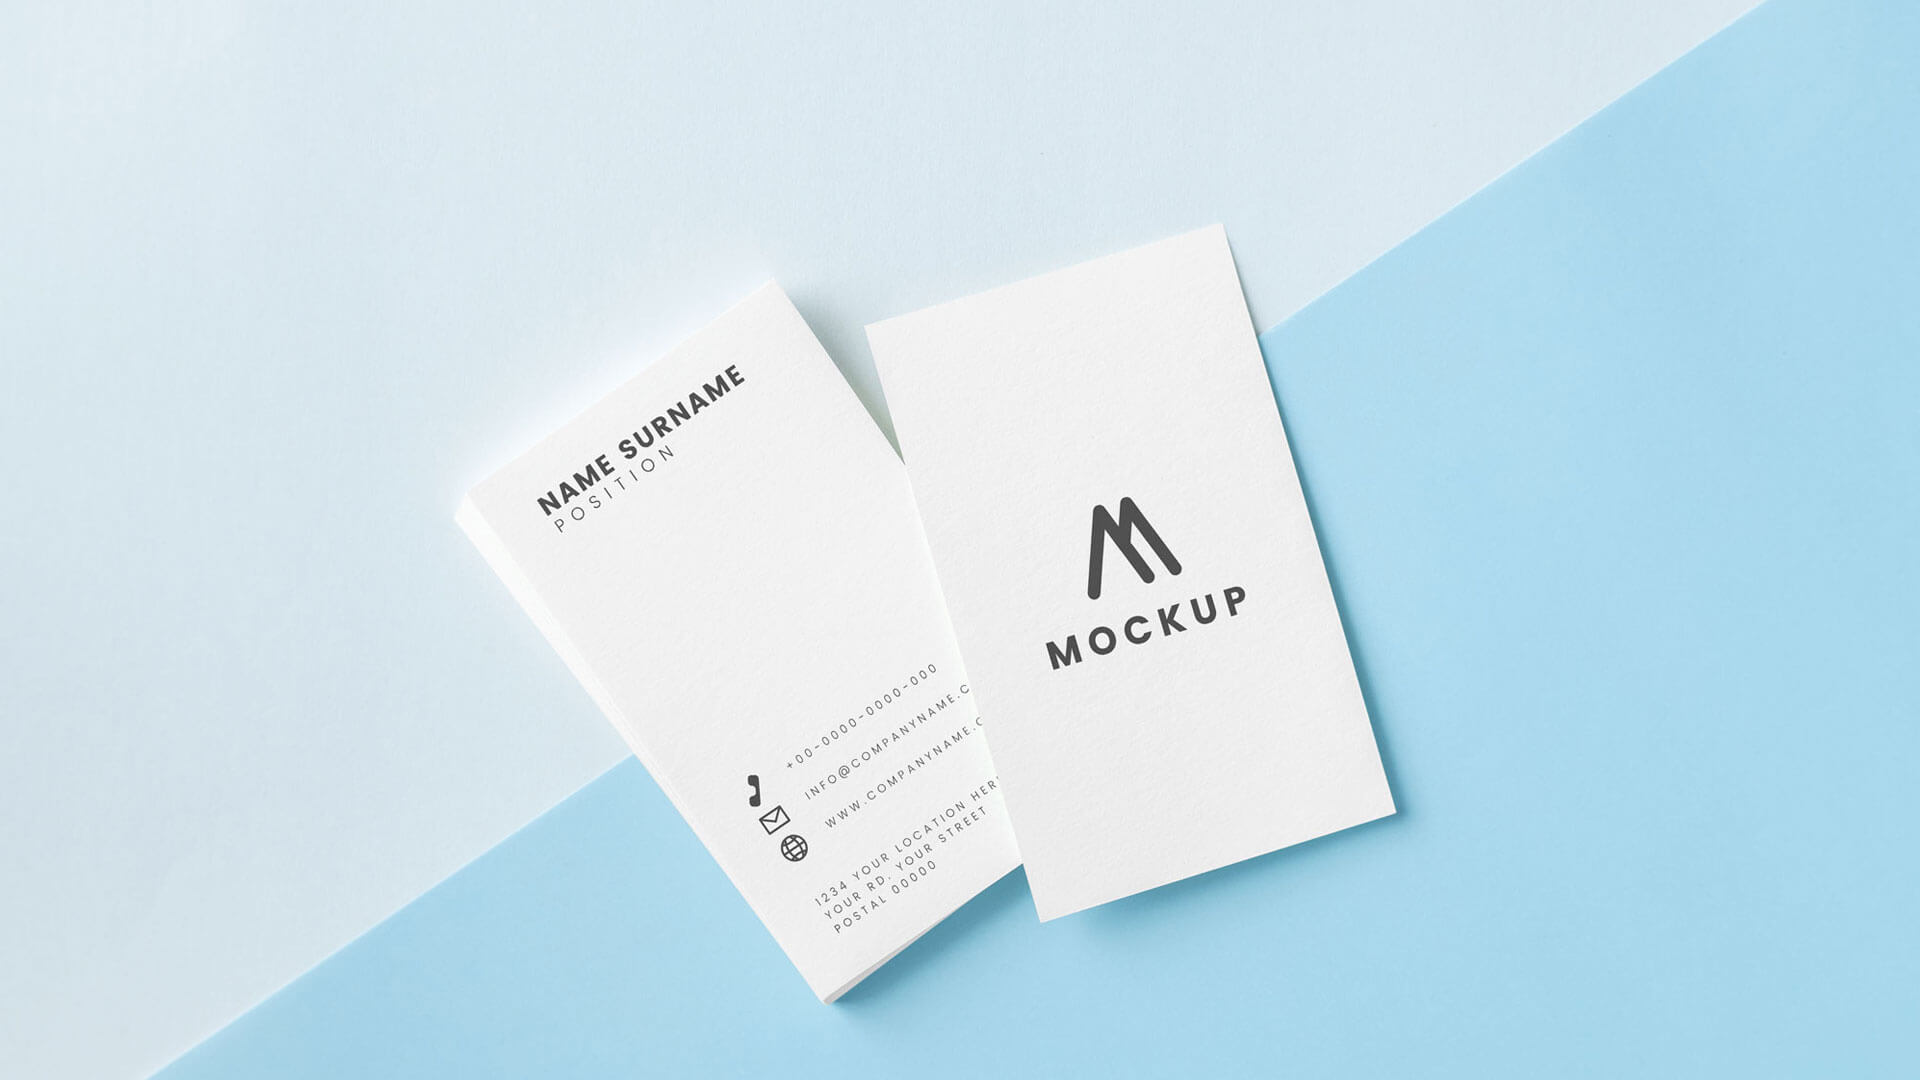 NAME SURNAME
POSITION
+00-0000-0000-000
INFO@COMPANYNAME.C
WWW.COMPANYNAME.C
1234 YOUR LOCATION HER
YOUR RD. YOUR STREET
POSTAL 00000
MOCKUP